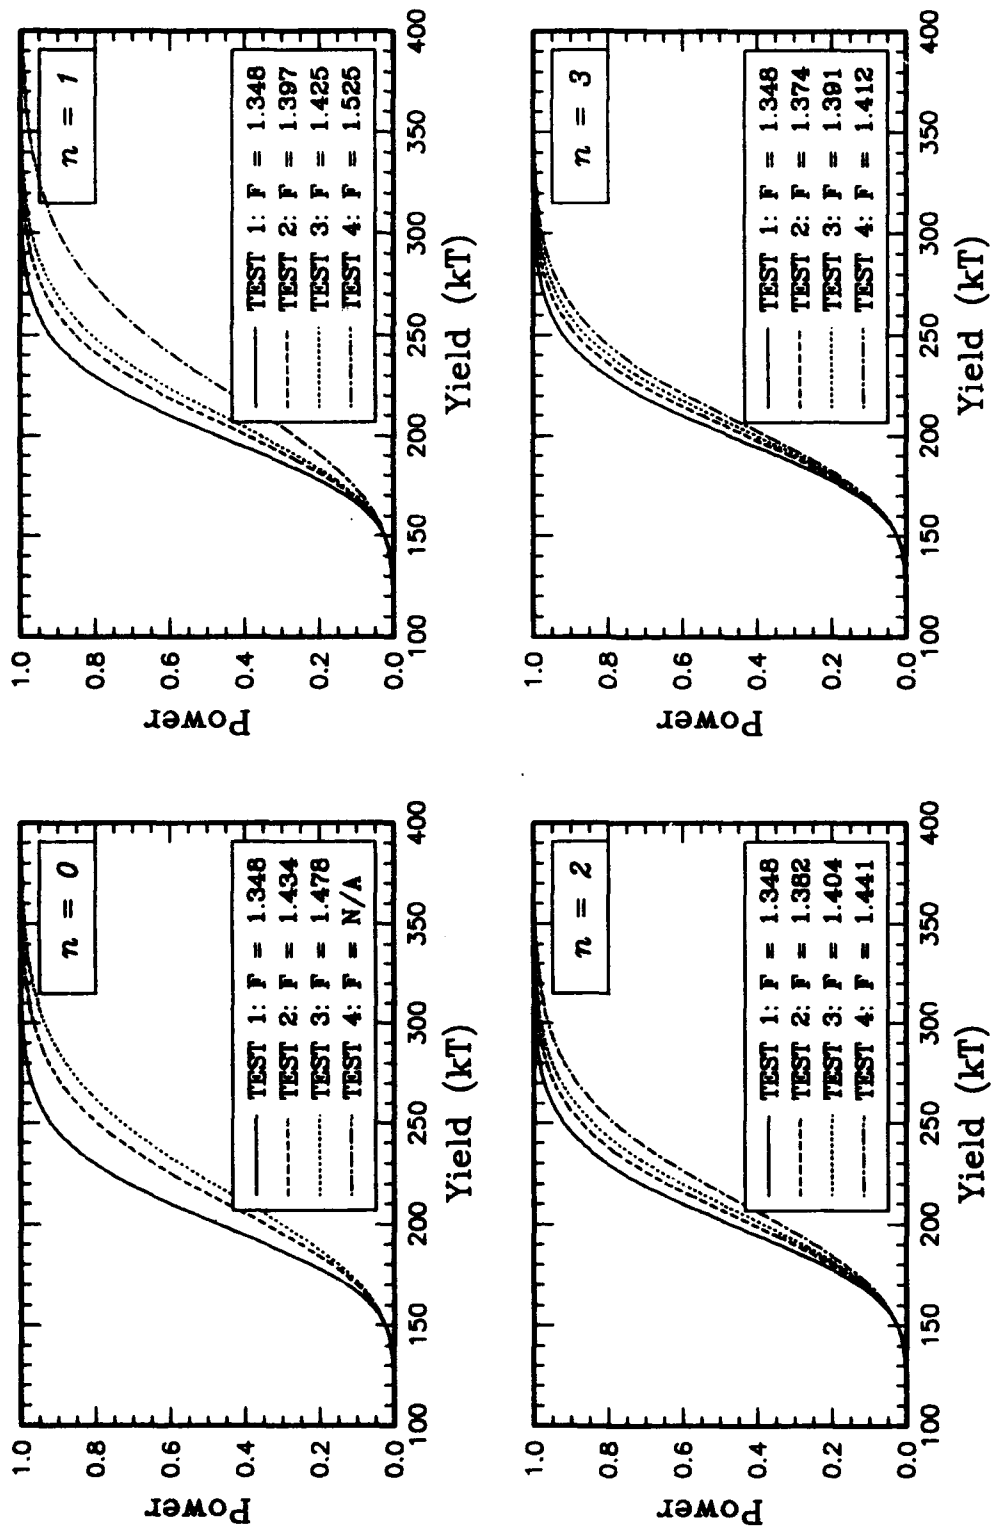 Power
1.0
0.8
0.6
0.4
0.2
0.0
n = 0
TEST 1: F = 1.348
TEST 2: F = 1.434
TEST 3: F = 1.478
TEST 4: F = N/A
100 150 200 250 300 350 400
Yield (kT)
Power
1.0
0.8
0.6
0.4
0.2
0.0
n = 1
TEST 1: F = 1.348
TEST 2: F = 1.397
TEST 3: F = 1.425
TEST 4: F = 1.525
100 150 200 250 300 350 400
Yield (kT)
Power
1.0
0.8
0.6
0.4
0.2
0.0
n = 2
TEST 1: F = 1.348
TEST 2: F = 1.382
TEST 3: F = 1.404
TEST 4: F = 1.441
100 150 200 250 300 350 400
Yield (kT)
Power
1.0
0.8
0.6
0.4
0.2
0.0
n = 3
TEST 1: F = 1.348
TEST 2: F = 1.374
TEST 3: F = 1.391
TEST 4: F = 1.412
100 150 200 250 300 350 400
Yield (kT)